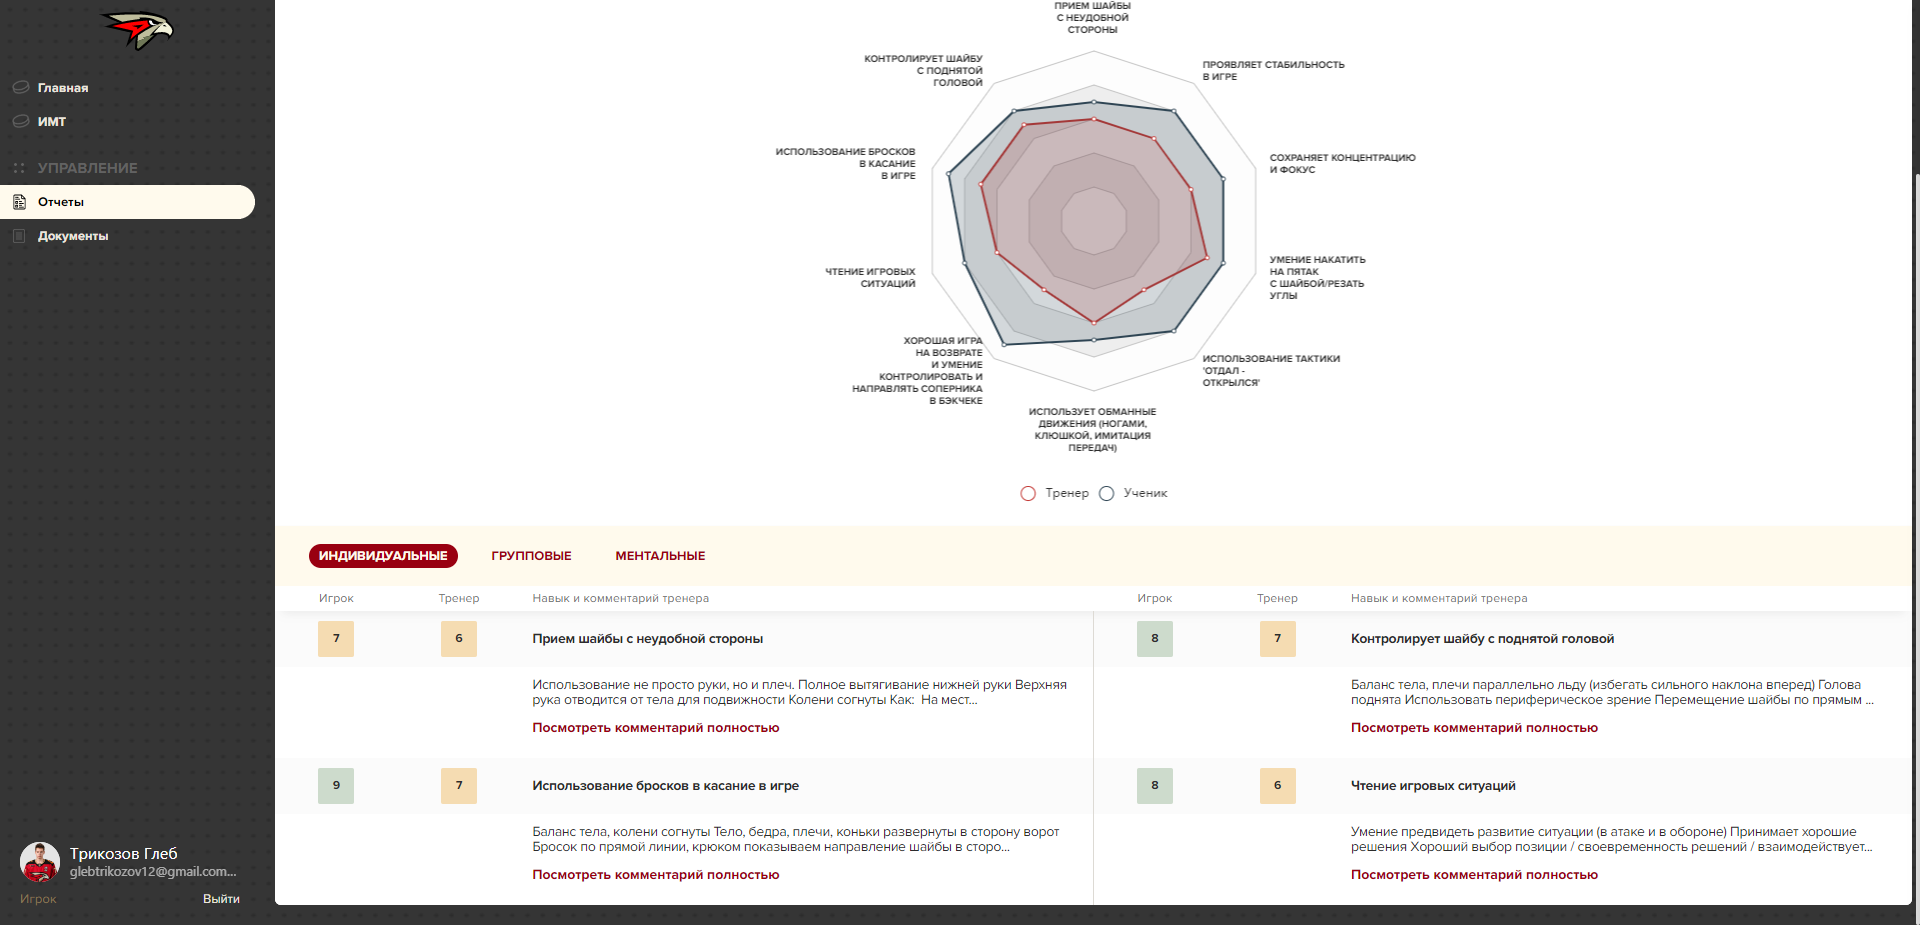 Главная
ИМТ
УПРАВЛЕНИЕ
Отчеты
Документы
Трикозов Глеб
glebtrikozov12@gmail.com...
Игрок
Выйти
ПРИЕМ ШАЙБЫ
С НЕУДОБНОЙ
СТОРОНЫ
КОНТРОЛИРУЕТ ШАЙБУ
С ПОДНЯТОЙ
ГОЛОВОЙ
ПРОЯВЛЯЕТ СТАБИЛЬНОСТЬ
В ИГРЕ
ИСПОЛЬЗОВАНИЕ БРОСКОВ
В КАСАНИЕ
В ИГРЕ
СОХРАНЯЕТ КОНЦЕНТРАЦИЮ
И ФОКУС
ЧТЕНИЕ ИГРОВЫХ
СИТУАЦИЙ
УМЕНИЕ НАКАТИТЬ
НА ПЯТАК
С ШАЙБОЙ/РЕЗАТЬ
УГЛЫ
ХОРОШАЯ ИГРА
НА ВОЗВРАТЕ
И УМЕНИЕ
КОНТРОЛИРОВАТЬ И
НАПРАВЛЯТЬ СОПЕРНИКА
В БЭКЧЕКЕ
ИСПОЛЬЗОВАНИЕ ТАКТИКИ
'ОТДАЛ -
ОТКРЫЛСЯ'
ИСПОЛЬЗУЕТ ОБМАННЫЕ
ДВИЖЕНИЯ (НОГАМИ,
КЛЮШКОЙ, ИМИТАЦИЯ
ПЕРЕДАЧ)
Тренер Ученик
ИНДИВИДУАЛЬНЫЕ ГРУППОВЫЕ МЕНТАЛЬНЫЕ
Игрок Тренер Навык и комментарий тренера
7 6 Прием шайбы с неудобной стороны
Использование не просто руки, но и плеч. Полное вытягивание нижней руки Верхняя
рука отводится от тела для подвижности Колени согнуты Как: На мест...
Посмотреть комментарий полностью
9 7 Использование бросков в касание в игре
Баланс тела, колени согнуты Тело, бедра, плечи, коньки развернуты в сторону ворот
Бросок по прямой линии, крюком показываем направление шайбы в сторо...
Посмотреть комментарий полностью
Игрок Тренер Навык и комментарий тренера
8 7 Контролирует шайбу с поднятой головой
Баланс тела, плечи параллельно льду (избегать сильного наклона вперед) Голова
поднята Использовать периферическое зрение Перемещение шайбы по прямым ...
Посмотреть комментарий полностью
8 6 Чтение игровых ситуаций
Умение предвидеть развитие ситуации (в атаке и в обороне) Принимает хорошие
решения Хороший выбор позиции / своевременность решений / взаимодействует...
Посмотреть комментарий полностью